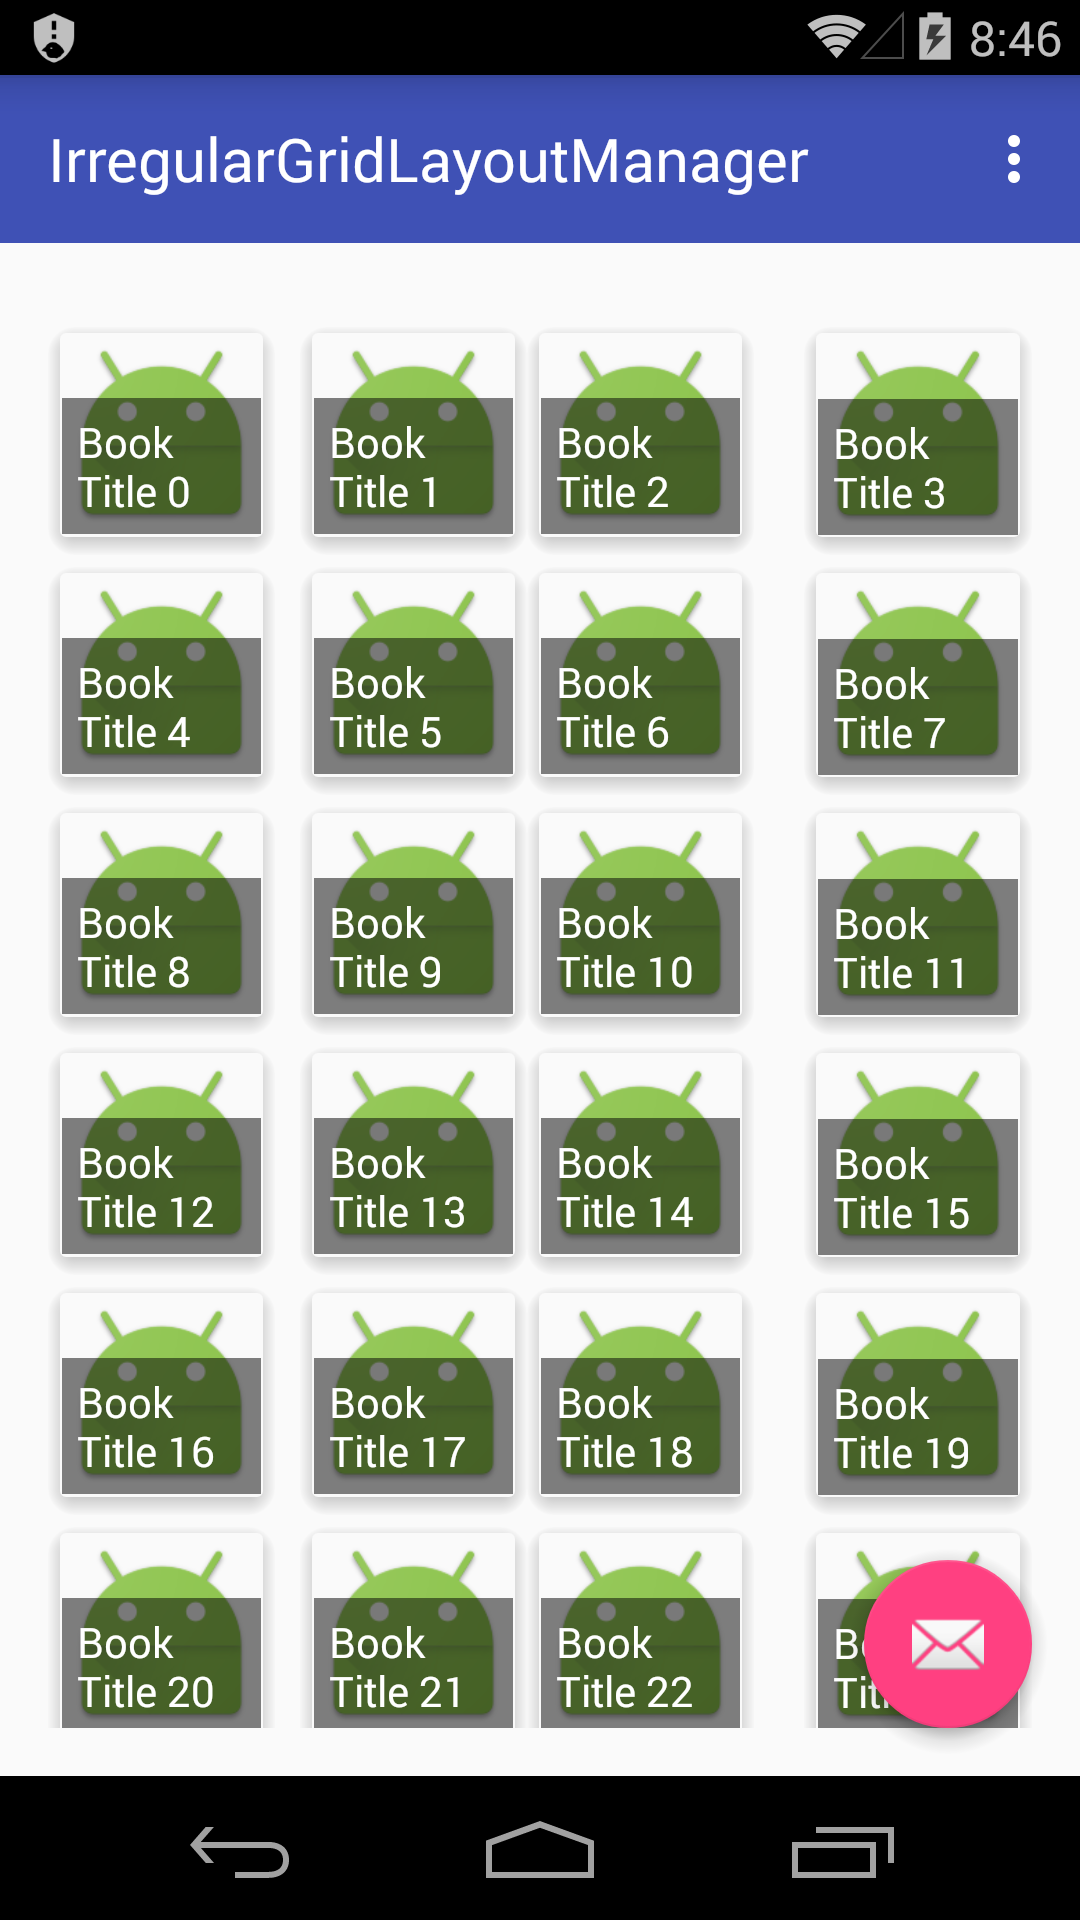 8:46
IrregularGridLayoutManager
Book
Title 0
Book
Title 1
Book
Title 2
Book
Title 3
Book
Title 4
Book
Title 5
Book
Title 6
Book
Title 7
Book
Title 8
Book
Title 9
Book
Title 10
Book
Title 11
Book
Title 12
Book
Title 13
Book
Title 14
Book
Title 15
Book
Title 16
Book
Title 17
Book
Title 18
Book
Title 19
Book
Title 20
Book
Title 21
Book
Title 22